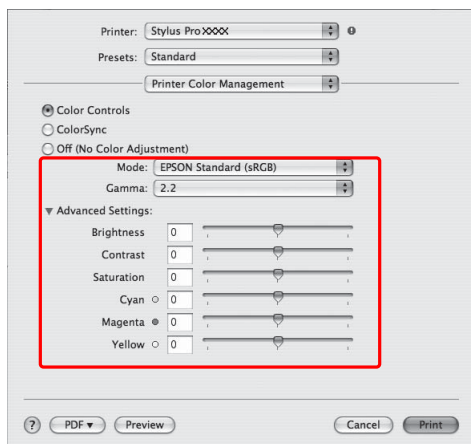 Printer: Stylus Pro XXXX
Presets: Standard
Printer Color Management
Color Controls
ColorSync
Off (No Color Adjustment)
Mode: EPSON Standard (sRGB)
Gamma: 2.2
Advanced Settings:
Brightness 0
Contrast 0
Saturation 0
Cyan 0
Magenta 0
Yellow 0
? PDF Preview Cancel Print